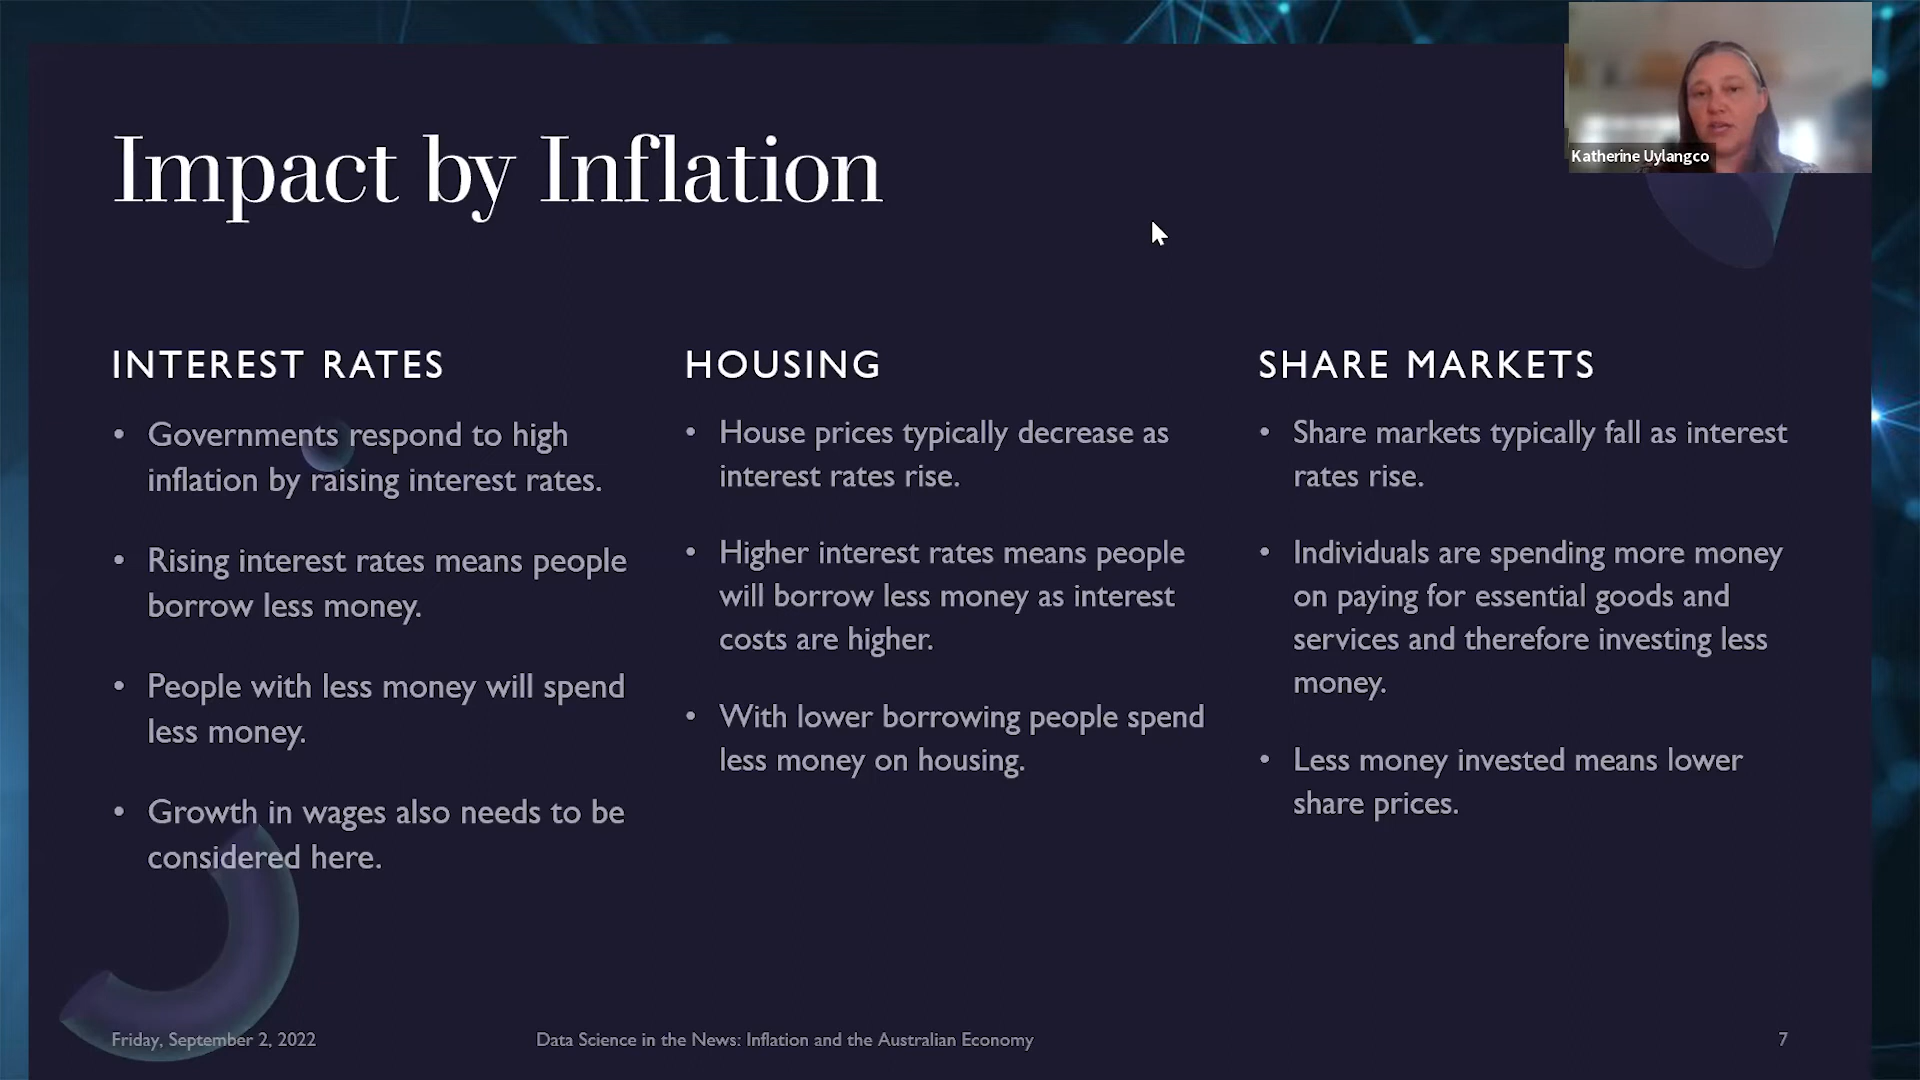 Katherine Uylangco
Impact by Inflation
INTEREST RATES
• Governments respond to high
inflation by raising interest rates.
• Rising interest rates means people
borrow less money.
• People with less money will spend
less money.
• Growth in wages also needs to be
considered here.
HOUSING
• House prices typically decrease as
interest rates rise.
• Higher interest rates means people
will borrow less money as interest
costs are higher.
• With lower borrowing people spend
less money on housing.
SHARE MARKETS
• Share markets typically fall as interest
rates rise.
• Individuals are spending more money
on paying for essential goods and
services and therefore investing less
money.
• Less money invested means lower
share prices.
Friday, September 2, 2022
Data Science in the News: Inflation and the Australian Economy
7